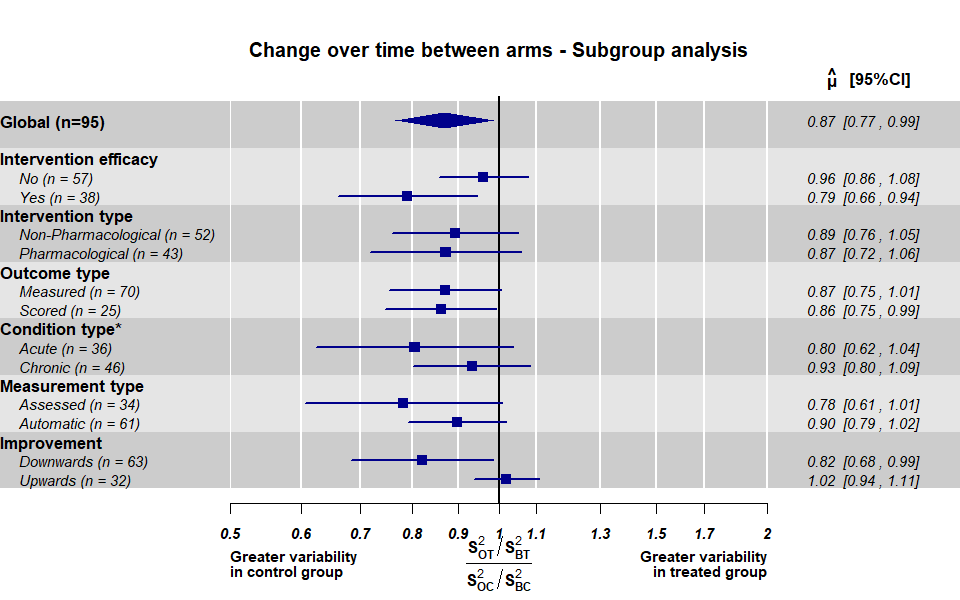 Change over time between arms - Subgroup analysis
μ̂ [95%CI]
Global (n=95) 0.87 [0.77 , 0.99]
Intervention efficacy
No (n = 57) 0.96 [0.86 , 1.08]
Yes (n = 38) 0.79 [0.66 , 0.94]
Intervention type
Non-Pharmacological (n = 52) 0.89 [0.76 , 1.05]
Pharmacological (n = 43) 0.87 [0.72 , 1.06]
Outcome type
Measured (n = 70) 0.87 [0.75 , 1.01]
Scored (n = 25) 0.86 [0.75 , 0.99]
Condition type*
Acute (n = 36) 0.80 [0.62 , 1.04]
Chronic (n = 46) 0.93 [0.80 , 1.09]
Measurement type
Assessed (n = 34) 0.78 [0.61 , 1.01]
Automatic (n = 61) 0.90 [0.79 , 1.02]
Improvement
Downwards (n = 63) 0.82 [0.68 , 0.99]
Upwards (n = 32) 1.02 [0.94 , 1.11]
0.5 0.6 0.7 0.8 0.9 1 1.1 1.3 1.5 1.7 2
Greater variability
in control group
S²OT / S²BT
S²OC / S²BC
Greater variability
in treated group